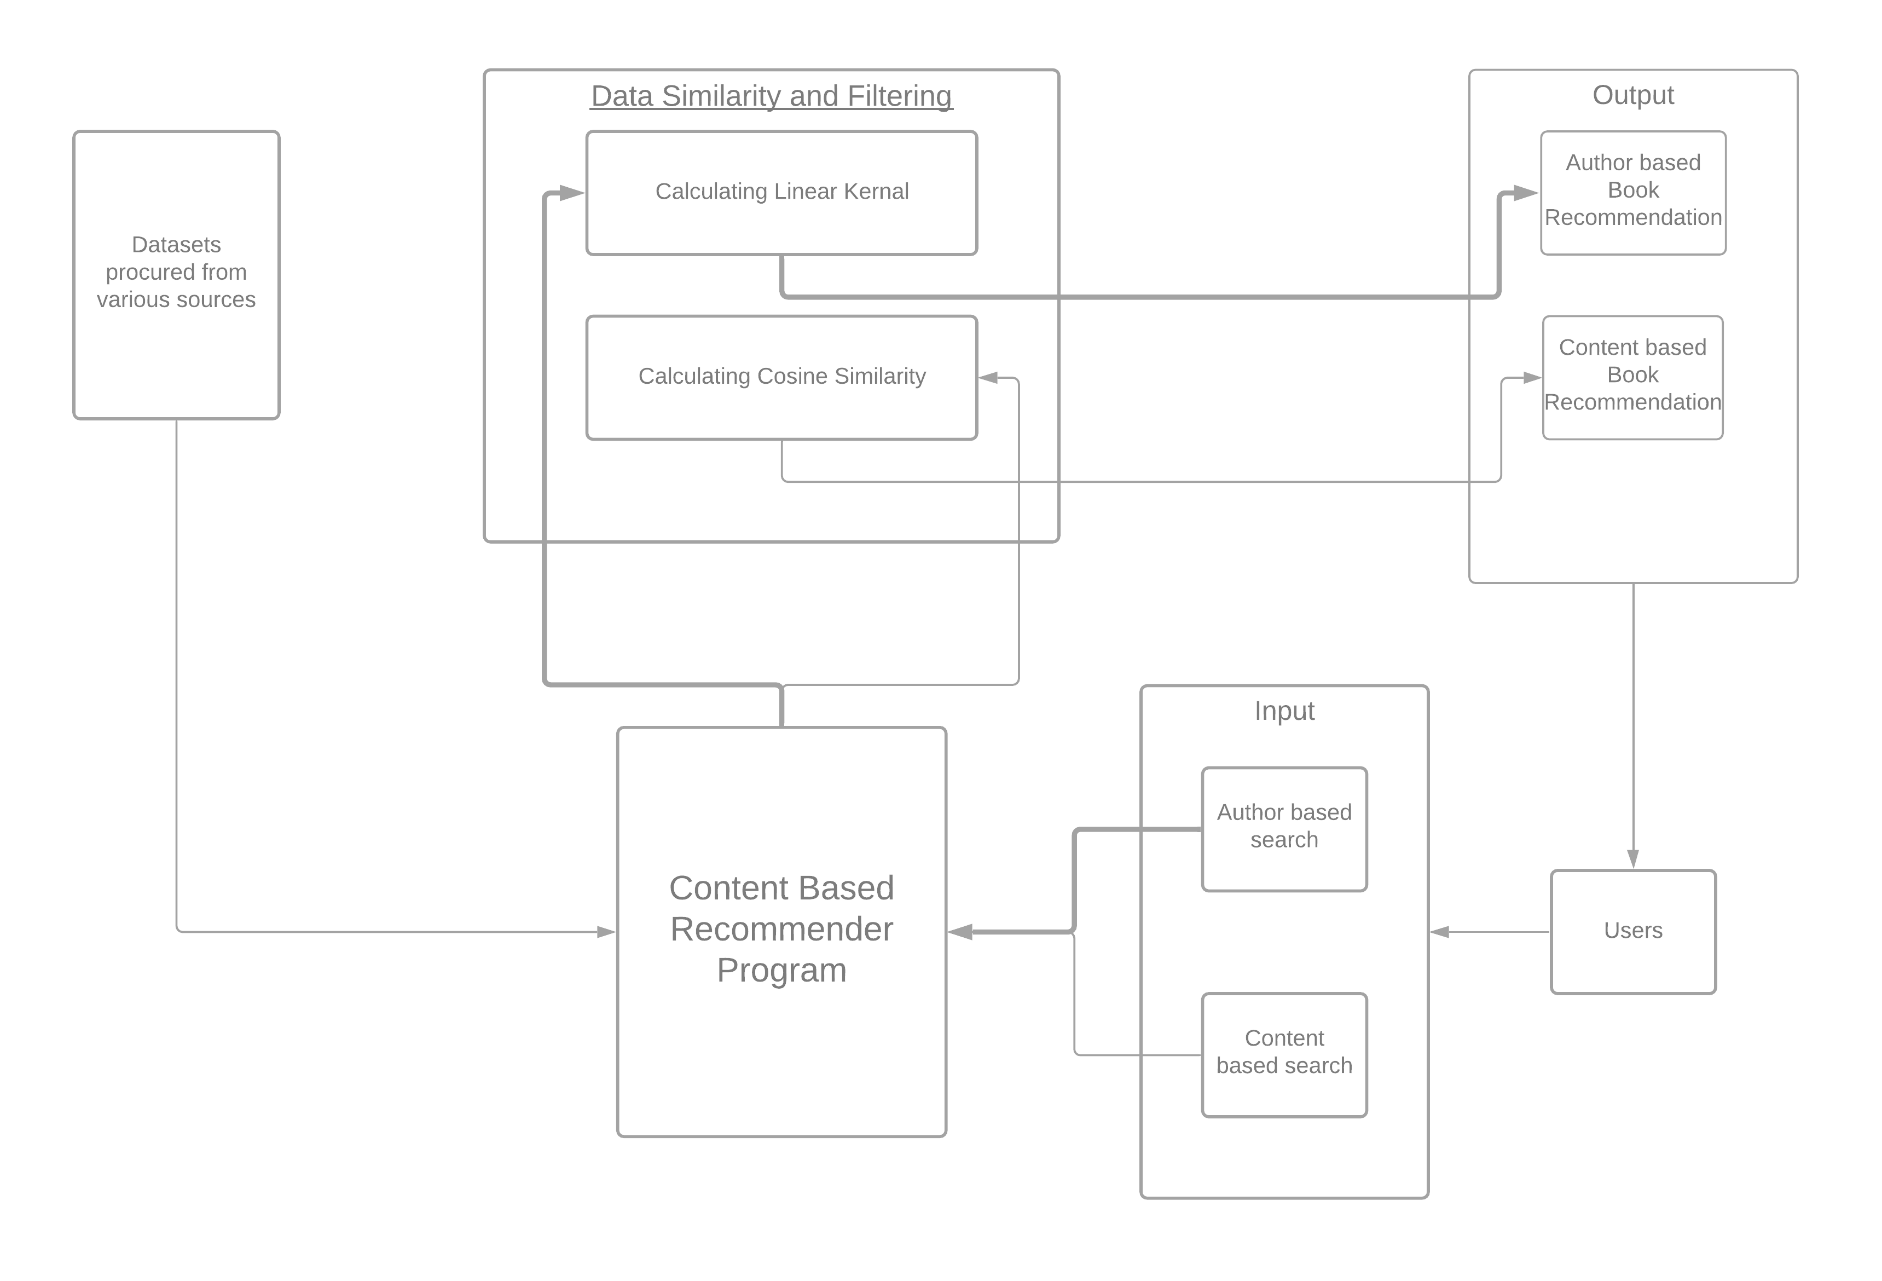 Data Similarity and Filtering
Calculating Linear Kernal
Calculating Cosine Similarity
Output
Author based
Book
Recommendation
Content based
Book
Recommendation
Datasets
procured from
various sources
Input
Author based
search
Content
based search
Content Based
Recommender
Program
Users